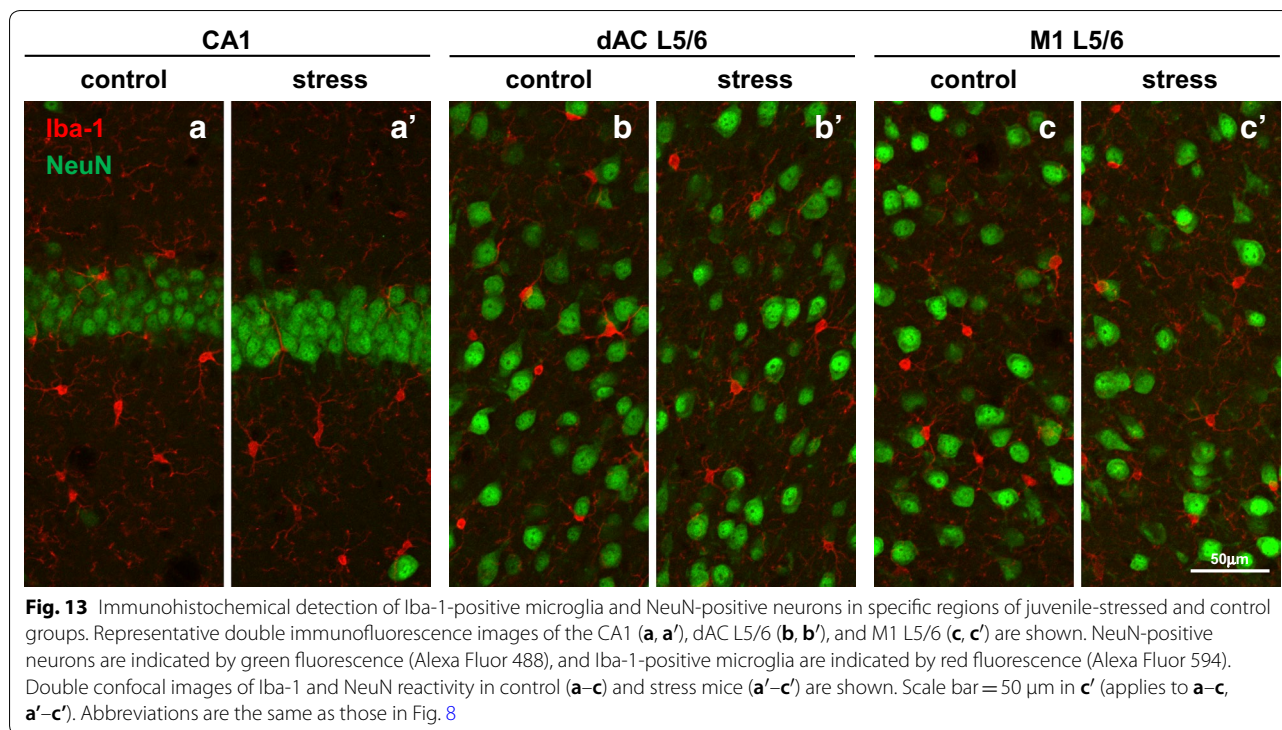 CA1 dAC L5/6 M1 L5/6
control stress control stress control stress
Iba-1 a a’ b b’ c c’
NeuN
50µm
Fig. 13 Immunohistochemical detection of Iba-1-positive microglia and NeuN-positive neurons in specific regions of juvenile-stressed and control
groups. Representative double immunofluorescence images of the CA1 (a, a′), dAC L5/6 (b, b′), and M1 L5/6 (c, c′) are shown. NeuN-positive
neurons are indicated by green fluorescence (Alexa Fluor 488), and Iba-1-positive microglia are indicated by red fluorescence (Alexa Fluor 594).
Double confocal images of Iba-1 and NeuN reactivity in control (a–c) and stress mice (a′–c′) are shown. Scale bar = 50 µm in c′ (applies to a–c,
a′–c′). Abbreviations are the same as those in Fig. 8